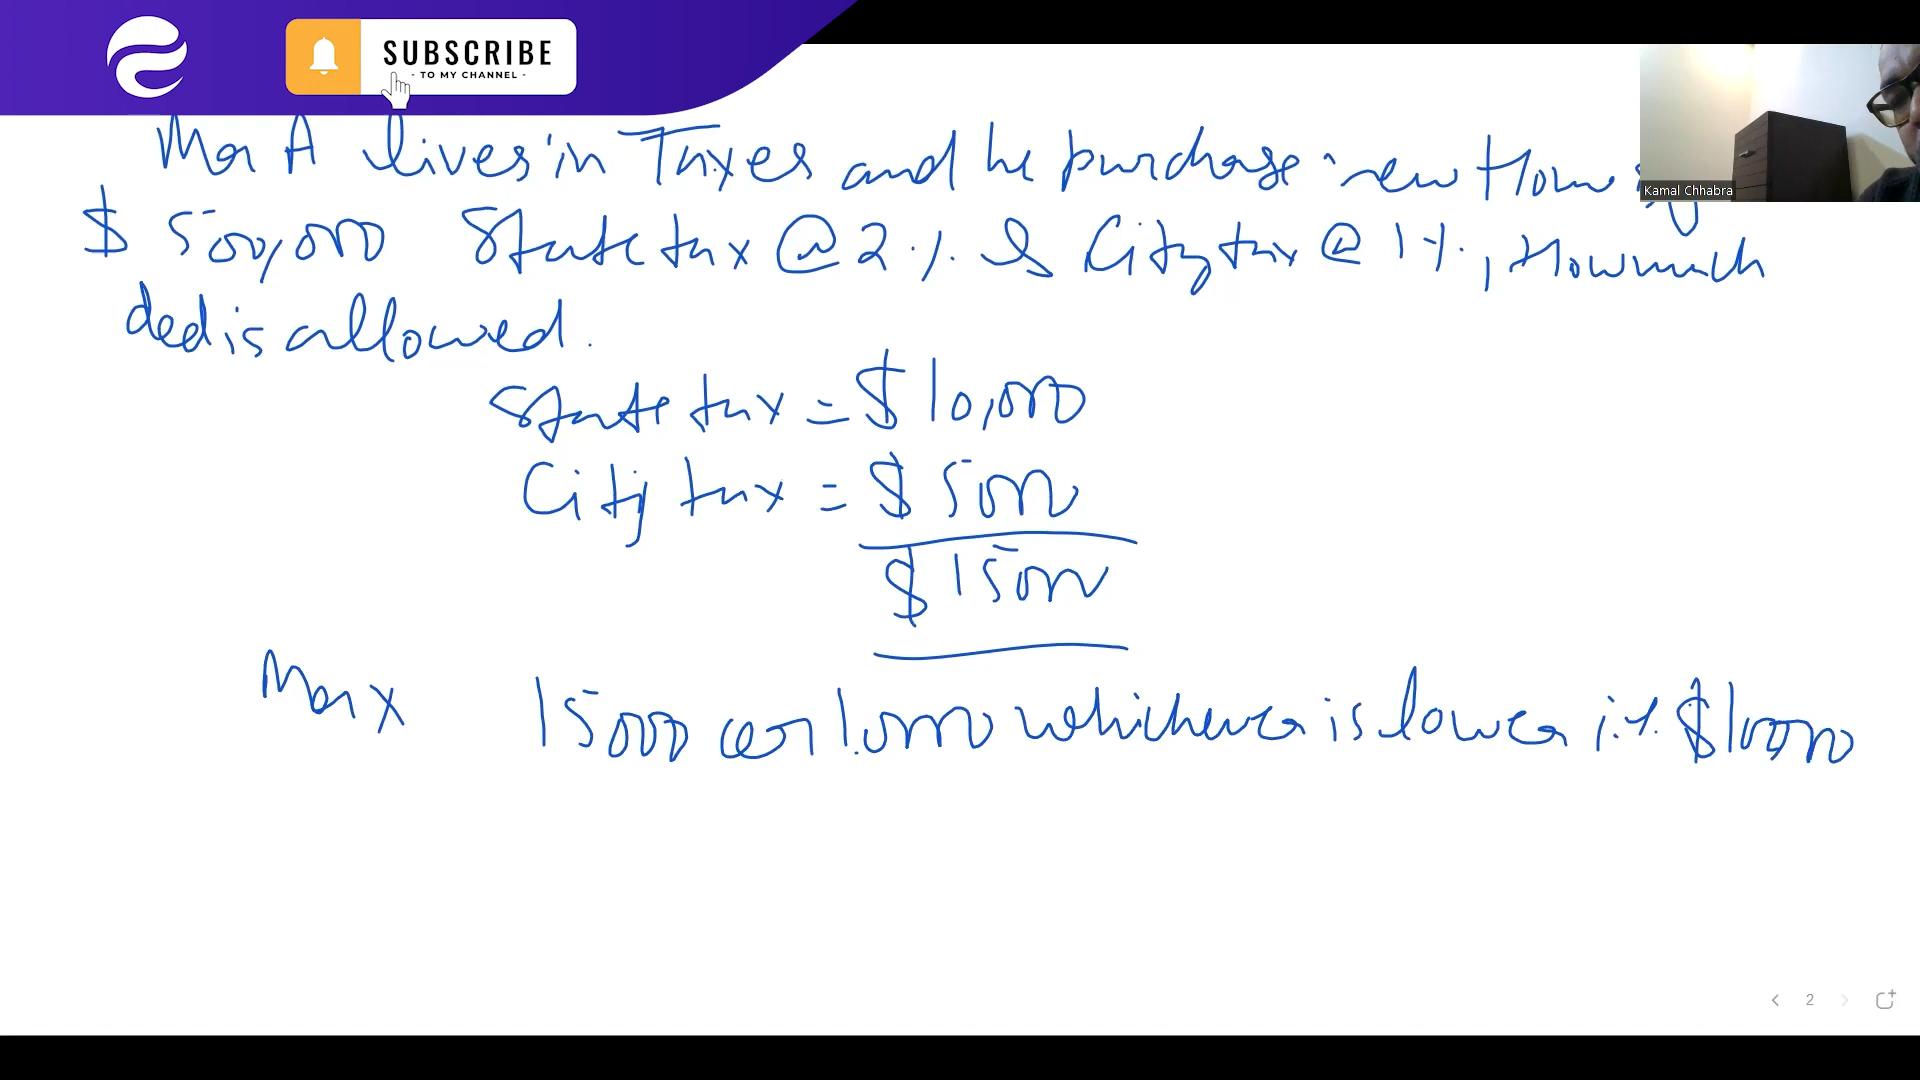 SUBSCRIBE
- TO MY CHANNEL -
Kamal Chhabra
Mr A lives in Texes and he purchase new Home
$ 500,000 State tax @ 2 %. & City tax @ 1 %, How much
ded is allowed.
State tax = $ 10,000
City tax = $ 5000
$ 15000
Max 15000 or 10,000 whichever is lower i.e. $10000
2